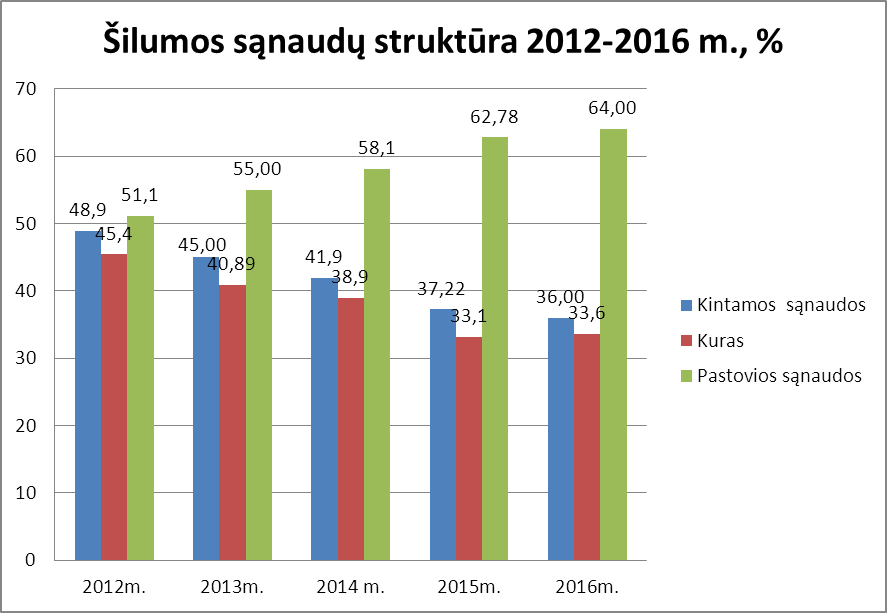 Šilumos sąnaudų struktūra 2012-2016 m., %
70
60
50
40
30
20
10
0
48,9
45,4
51,1
45,00
40,89
55,00
41,9
38,9
58,1
37,22
33,1
62,78
36,00
33,6
64,00
2012m.
2013m.
2014 m.
2015m.
2016m.
Kintamos  sąnaudos
Kuras
Pastovios sąnaudos